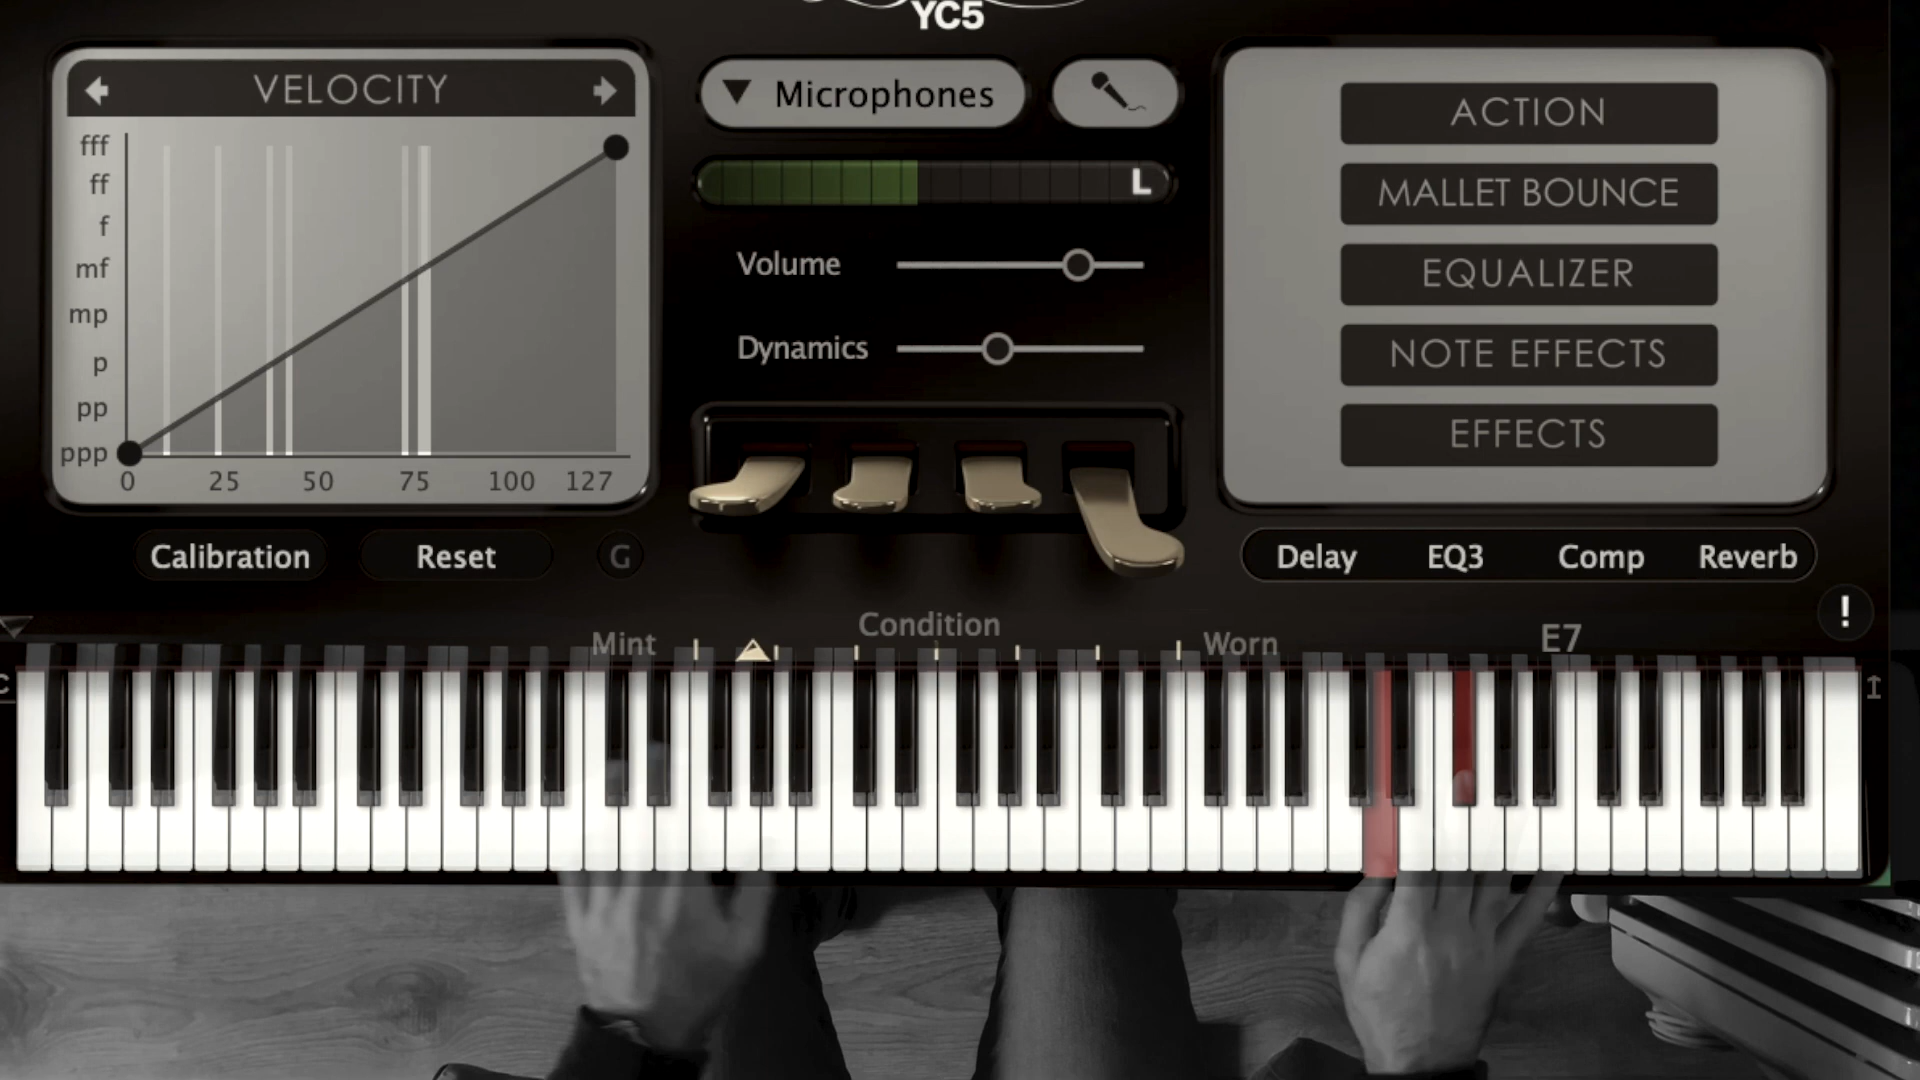 YC5
VELOCITY
fff
ff
f
mf
mp
p
pp
ppp
0 25 50 75 100 127
Calibration Reset G
Microphones
L
Volume
Dynamics
ACTION
MALLET BOUNCE
EQUALIZER
NOTE EFFECTS
EFFECTS
Delay EQ3 Comp Reverb
!
Condition
Mint Worn
E7
C